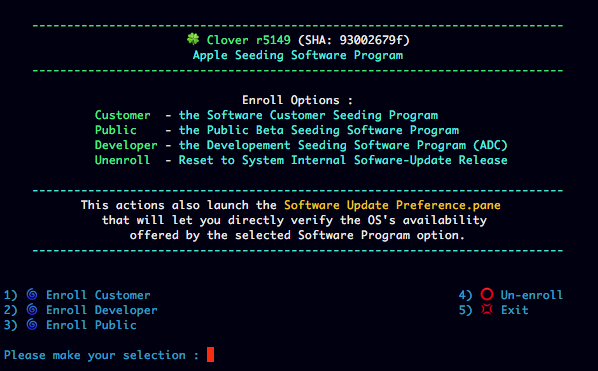 🍀 Clover r5149 (SHA: 93002679f)
Apple Seeding Software Program
Enroll Options :
Customer - the Software Customer Seeding Program
Public - the Public Beta Seeding Software Program
Developer - the Developement Seeding Software Program (ADC)
Unenroll - Reset to System Internal Sofware-Update Release
This actions also launch the Software Update Preference.pane
that will let you directly verify the OS's availability
offered by the selected Software Program option.
1) 🌀 Enroll Customer 4) ⭕ Un-enroll
2) 🌀 Enroll Developer 5) 💢 Exit
3) 🌀 Enroll Public
Please make your selection :